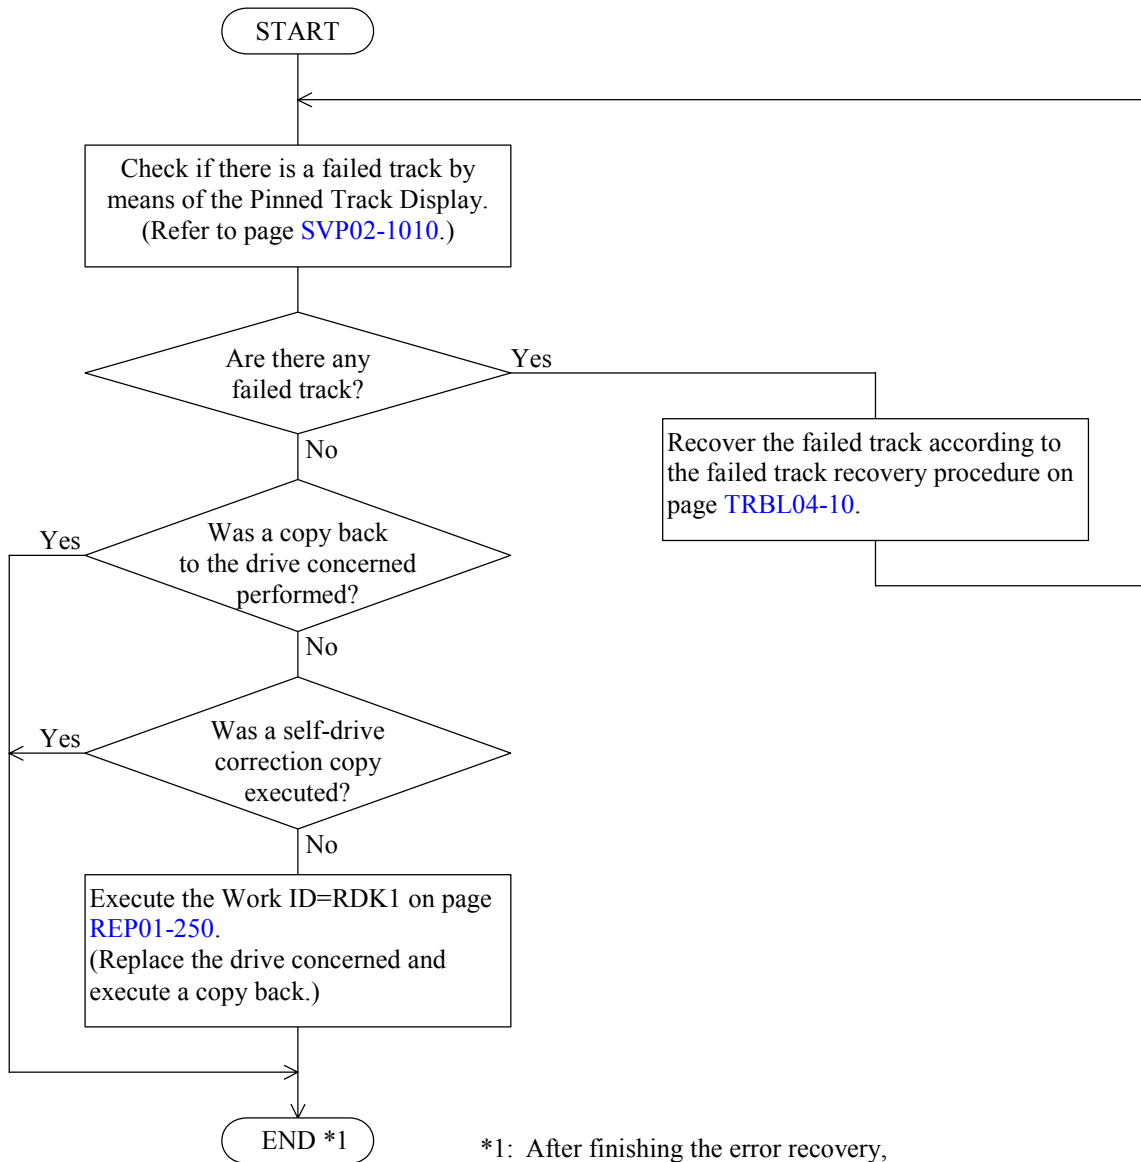 START
Check if there is a failed track by
means of the Pinned Track Display.
(Refer to page SVP02-1010.)
Are there any
failed track?
Yes
No
Recover the failed track according to
the failed track recovery procedure on
page TRBL04-10.
Was a copy back
to the drive concerned
performed?
Yes
No
Was a self-drive
correction copy
executed?
Yes
No
Execute the Work ID=RDK1 on page
REP01-250.
(Replace the drive concerned and
execute a copy back.)
END *1
*1: After finishing the error recovery,